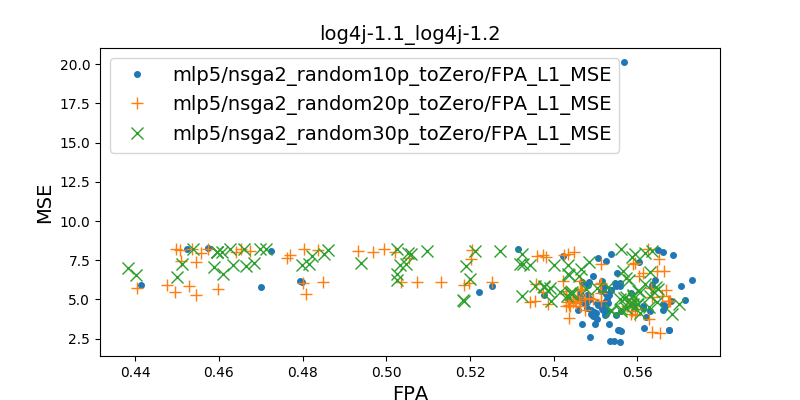 log4j-1.1_log4j-1.2
20.0
17.5
15.0
12.5
10.0
7.5
5.0
2.5
MSE
mlp5/nsga2_random10p_toZero/FPA_L1_MSE
mlp5/nsga2_random20p_toZero/FPA_L1_MSE
mlp5/nsga2_random30p_toZero/FPA_L1_MSE
0.44 0.46 0.48 0.50 0.52 0.54 0.56
FPA